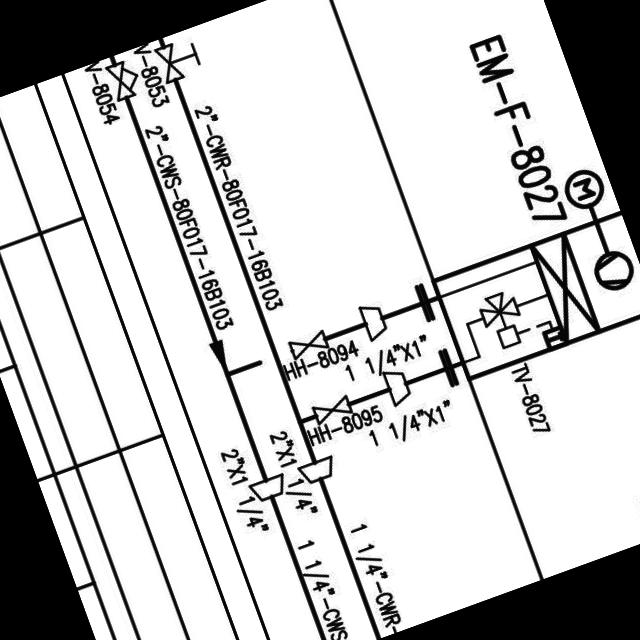 EM-F-8027
M
V-8053
V-8054
2"-CWR-80F017-16B103
2"-CWS-80F017-16B103
HH-8094
1 1/4"X1"
HH-8095
1 1/4"X1"
TV-8027
2"X1 1/4"
2"X1 1/4"
1 1/4"-CWR-
1 1/4"-CWS